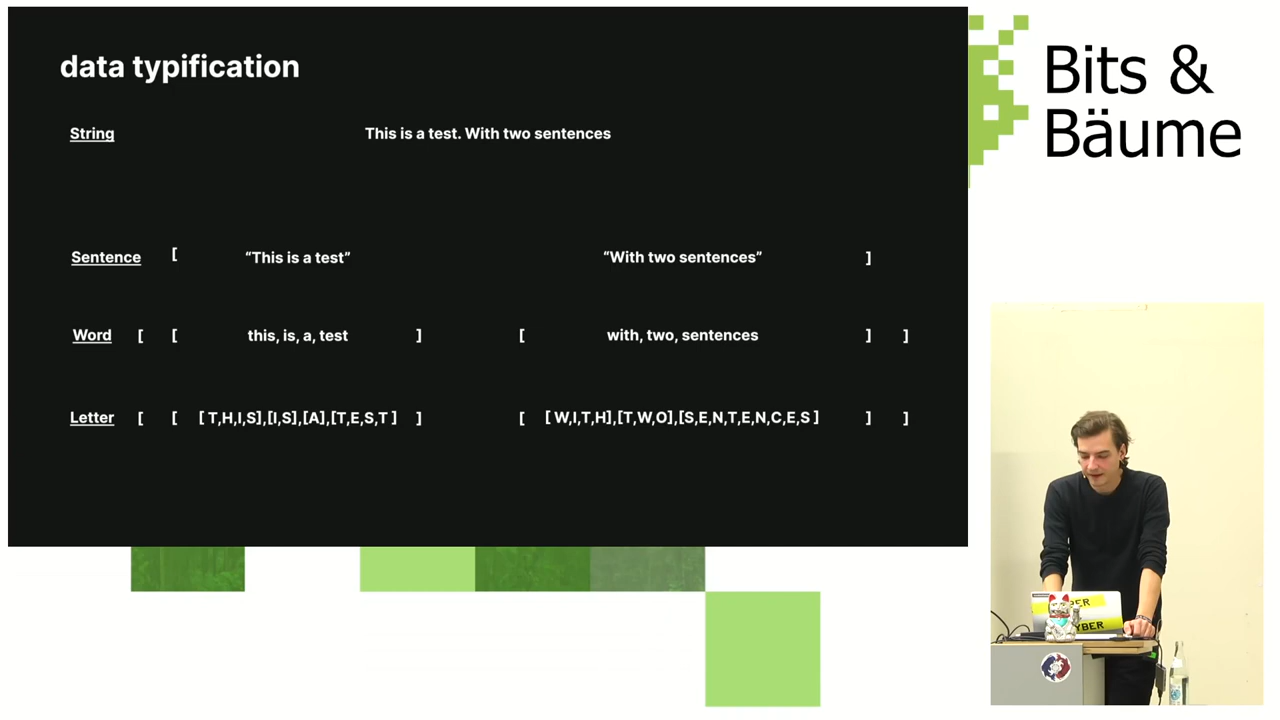 data typification
String This is a test. With two sentences
Sentence [ “This is a test” “With two sentences” ]
Word [ [ this, is, a, test ] [ with, two, sentences ] ]
Letter [ [ [ T,H,I,S],[I,S],[A],[T,E,S,T ] ] [ [ W,I,T,H],[T,W,O],[S,E,N,T,E,N,C,E,S ] ] ]
Bits &
Bäume